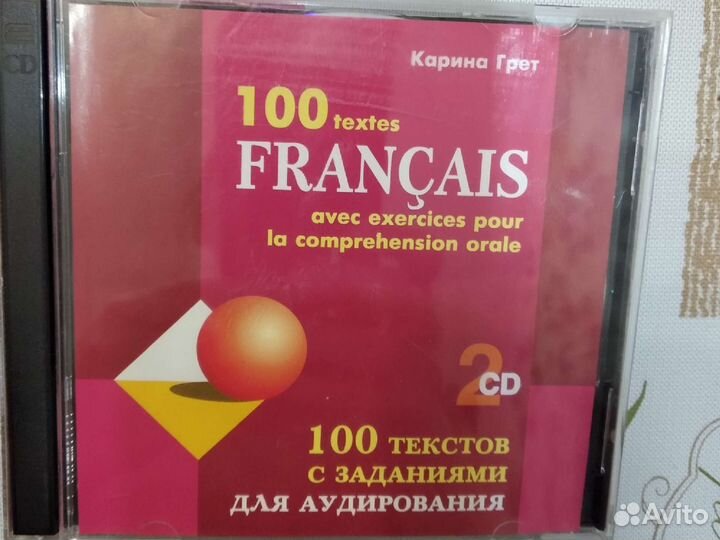 CD
Карина Грет
100 textes
FRANÇAIS
avec exercices pour
la comprehension orale
2
CD
100 ТЕКСТОВ
С ЗАДАНИЯМИ
ДЛЯ АУДИРОВАНИЯ
Avito